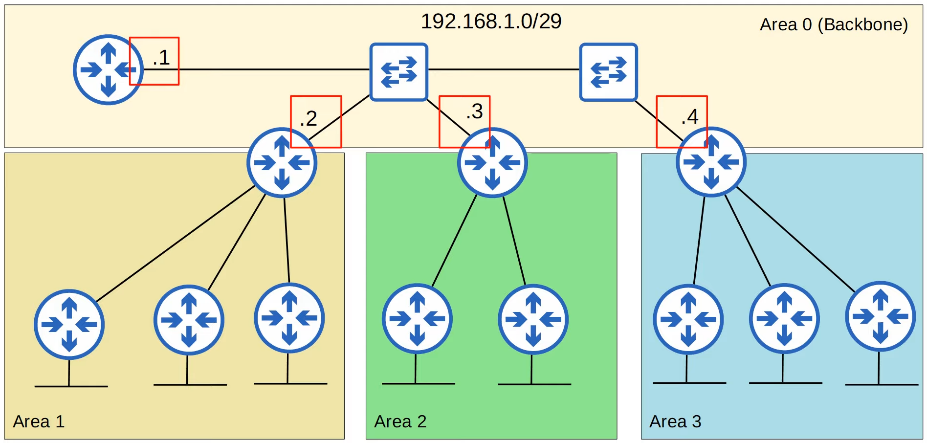 192.168.1.0/29
Area 0 (Backbone)
.1
.2
.3
.4
Area 1
Area 2
Area 3